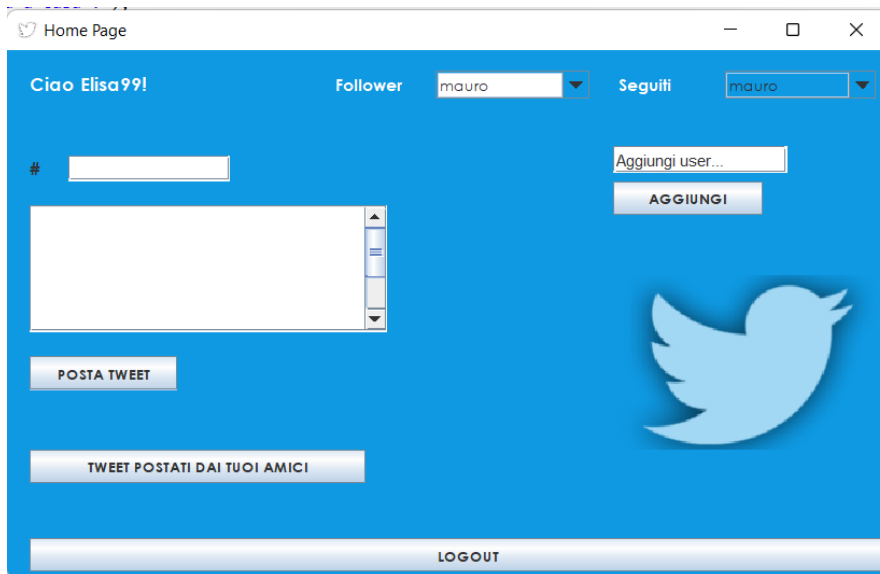 Home Page
Ciao Elisa99!
Follower
mauro
Seguiti
mauro
#
Aggiungi user...
AGGIUNGI
POSTA TWEET
TWEET POSTATI DAI TUOI AMICI
LOGOUT